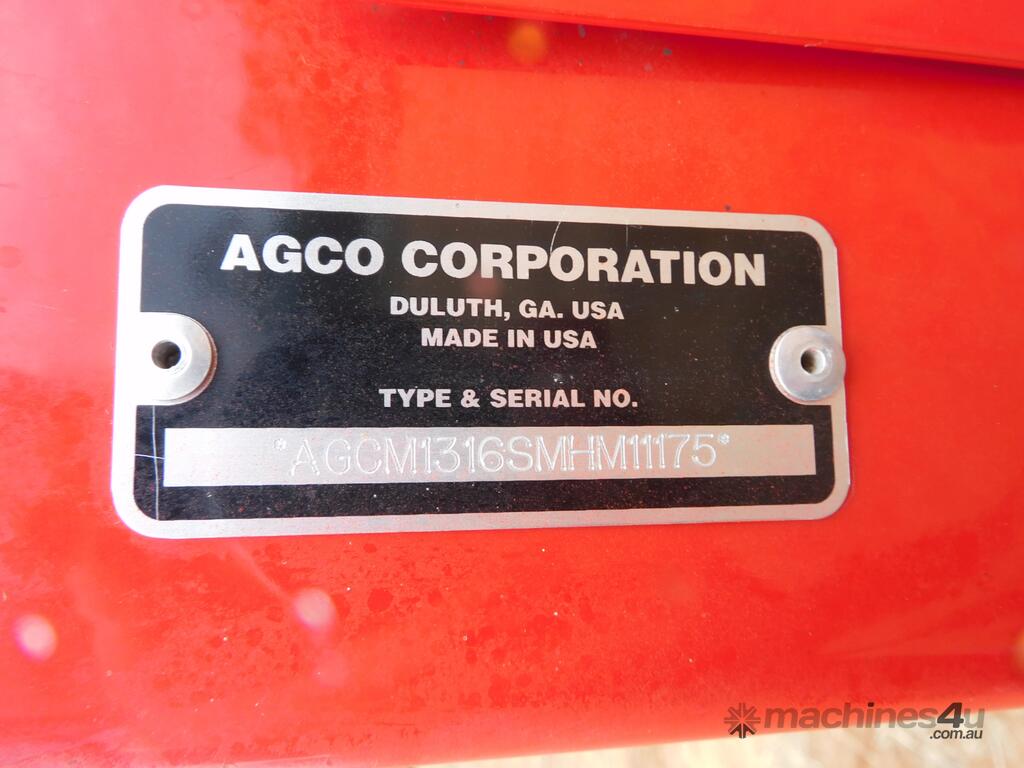 AGCO CORPORATION
DULUTH, GA. USA
MADE IN USA
TYPE & SERIAL NO.
*AGCM1316SMHM11175*
machines4u
.com.au